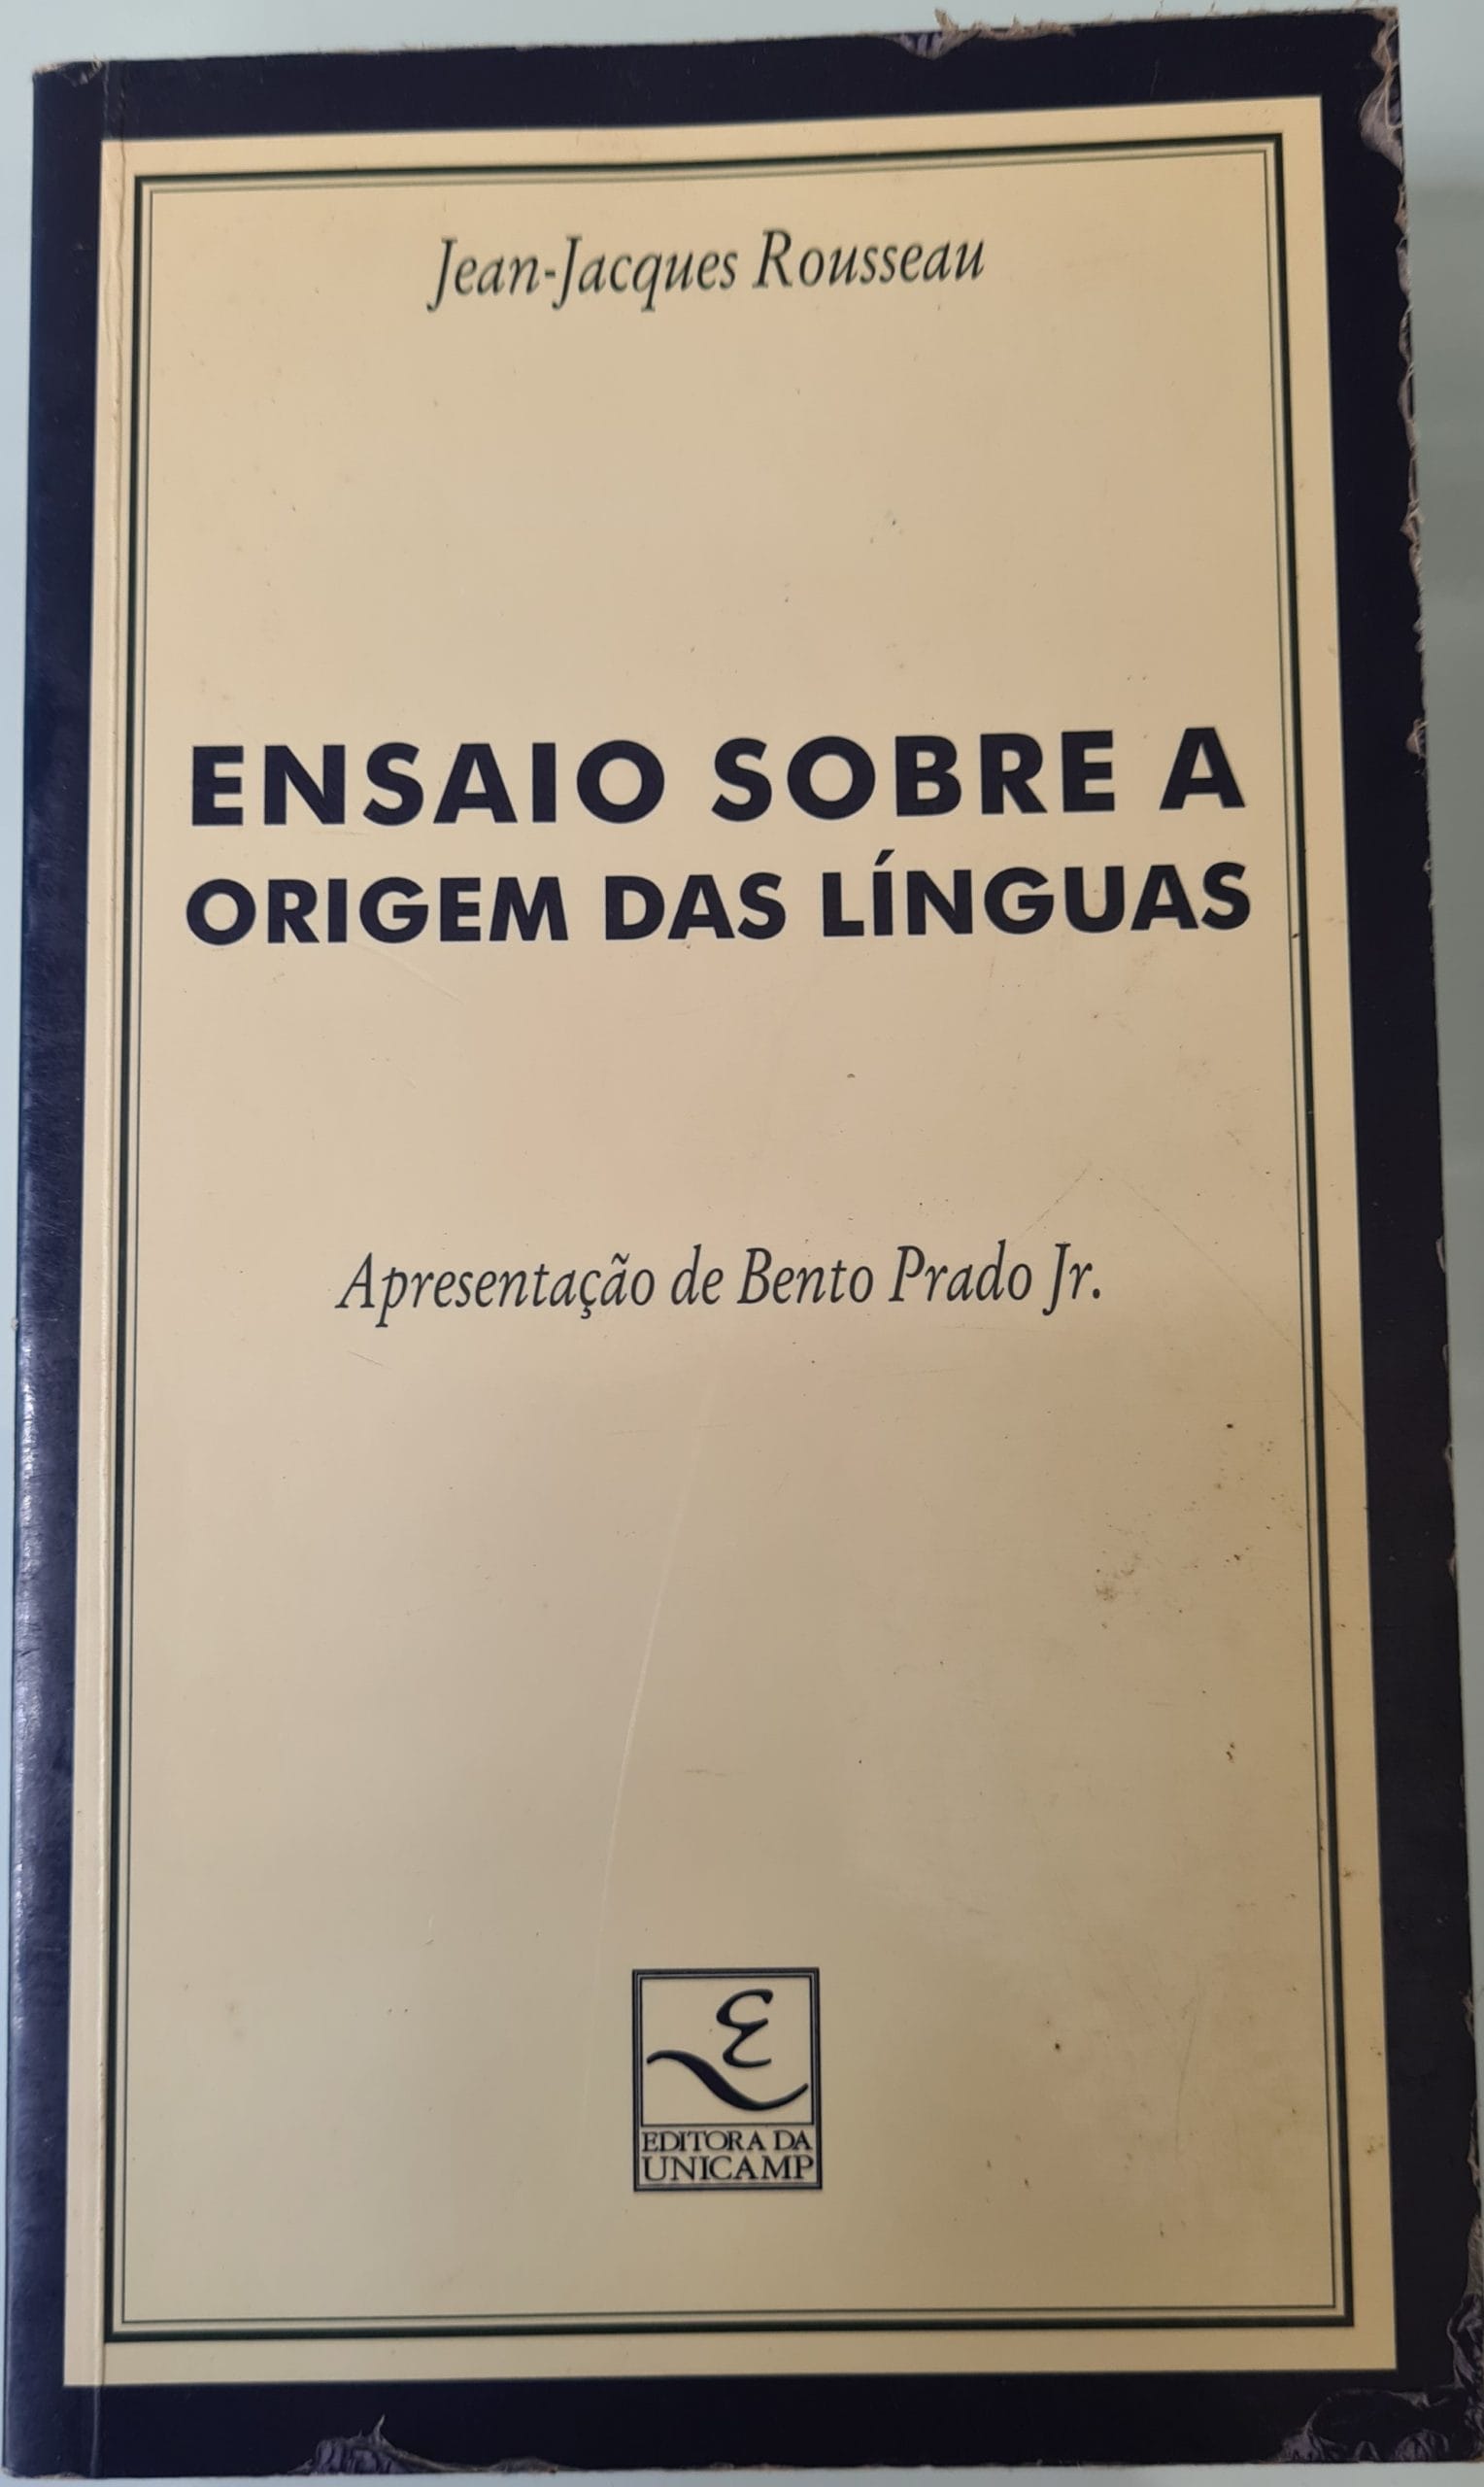 Jean-Jacques Rousseau
ENSAIO SOBRE A
ORIGEM DAS LÍNGUAS
Apresentação de Bento Prado Jr.
EDITORA DA
UNICAMP